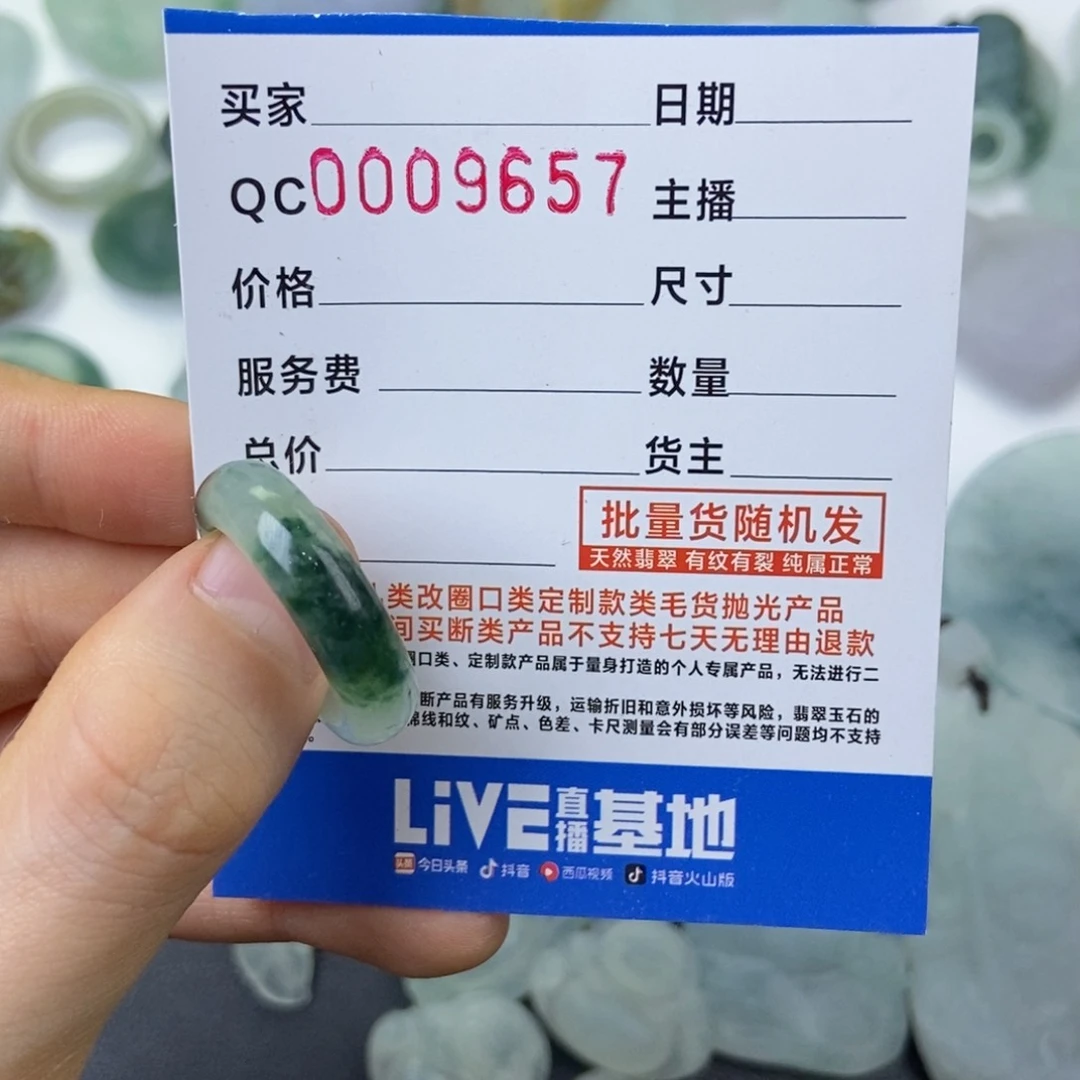 买家 日期
QC0009657 主播
价格 尺寸
服务费 数量
总价 货主
批量货随机发
天然翡翠 有纹有裂 纯属正常
类改圈口类定制款类毛货抛光产品
间买断类产品不支持七天无理由退款
圈口类、定制款产品属于量身打造的个人专属产品，无法进行二
断产品有服务升级，运输折旧和意外损坏等风险，翡翠玉石的
棉线和纹、矿点、色差、卡尺测量会有部分误差等问题均不支持
。
LiVE直播基地
头条 今日头条 抖音 西瓜视频 抖音火山版